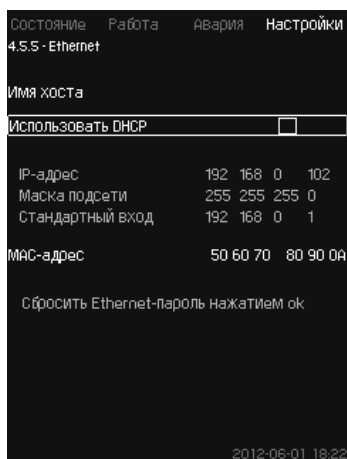 Состояние Работа Авария Настройки
4.5.5 - Ethernet
Имя хоста
Использовать DHCP
IP-адрес 192 168 0 102
Маска подсети 255 255 255 0
Стандартный вход 192 168 0 1
MAC-адрес 50 60 70 80 90 0A
Сбросить Ethernet-пароль нажатием ok
2012-06-01 18:22